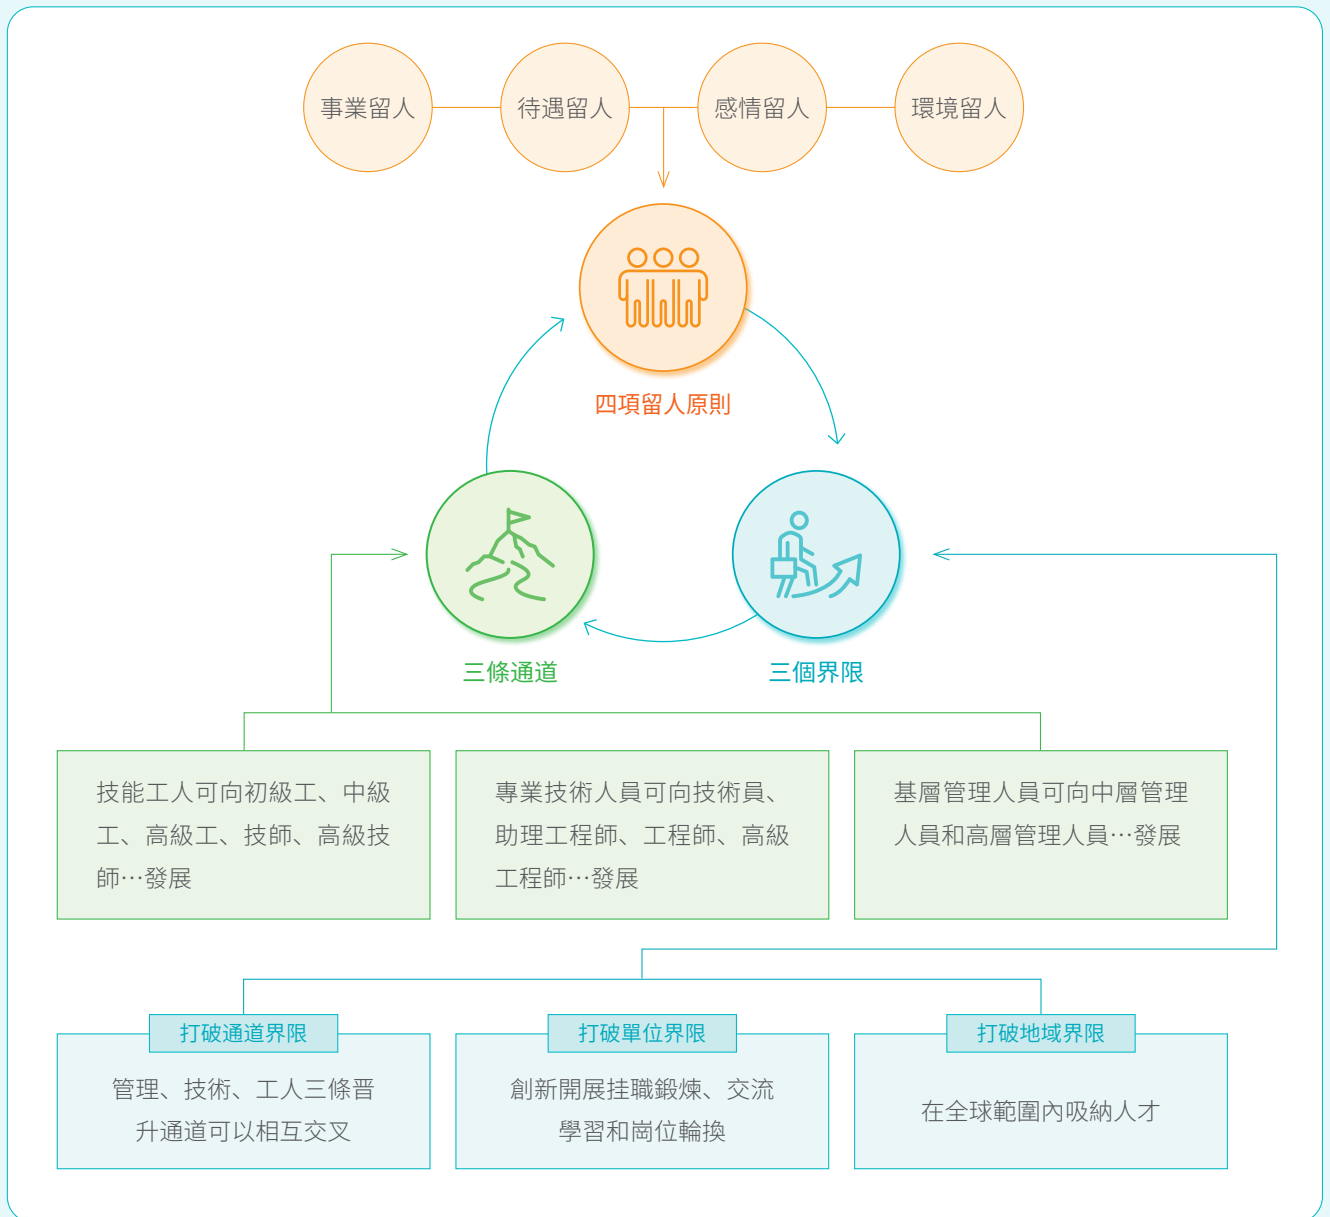 事業留人
待遇留人
感情留人
環境留人
四項留人原則
三條通道
三個界限
技能工人可向初級工、中級
工、高級工、技師、高級技
師…發展
專業技術人員可向技術員、
助理工程師、工程師、高級
工程師…發展
基層管理人員可向中層管理
人員和高層管理人員…發展
打破通道界限
管理、技術、工人三條晋
升通道可以相互交叉
打破單位界限
創新開展挂職鍛煉、交流
學習和崗位輪換
打破地域界限
在全球範圍內吸納人才